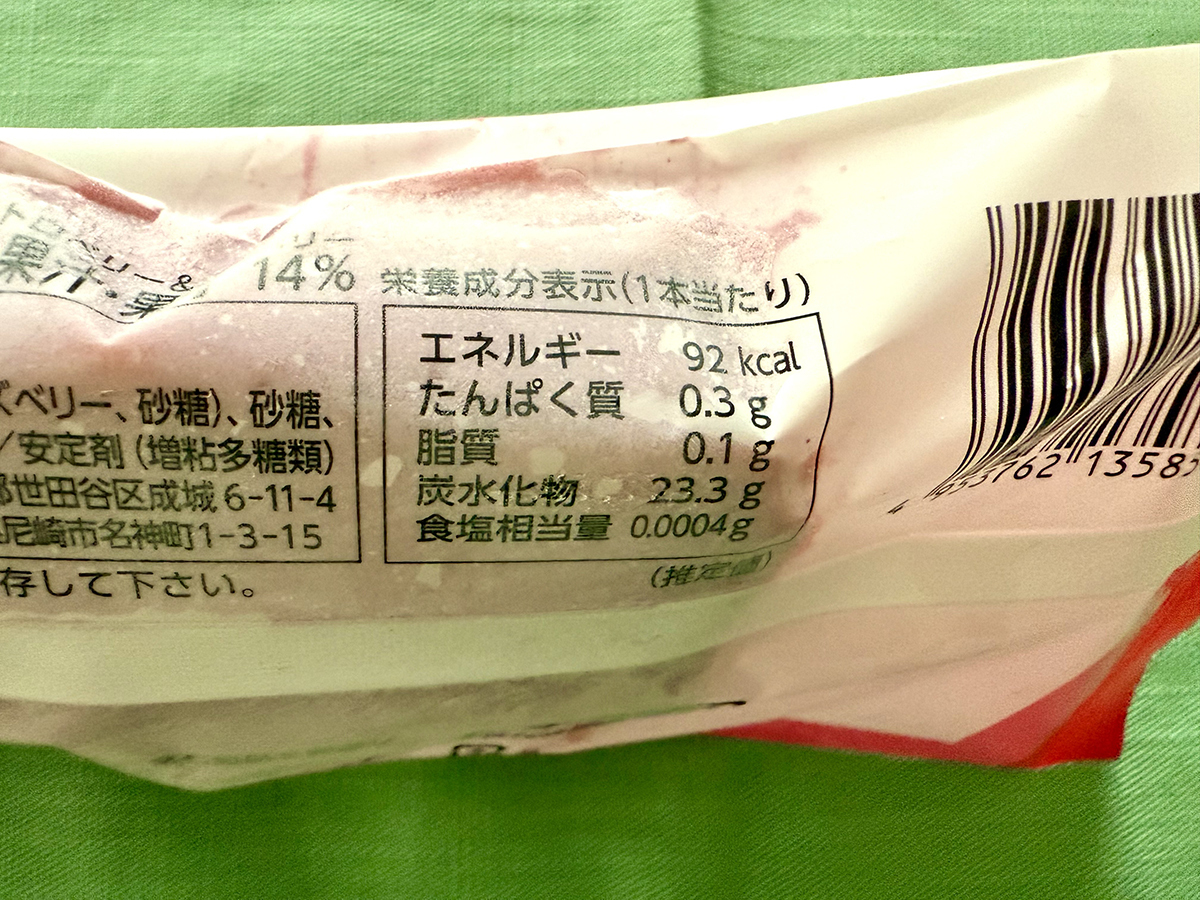 果汁・果
14%
栄養成分表示(1本当たり)
ベリー、砂糖)、砂糖、
/安定剤(増粘多糖類)
世田谷区成城6-11-4
尼崎市名神町1-3-15
存して下さい。
エネルギー 92 kcal
たんぱく質 0.3 g
脂質 0.1 g
炭水化物 23.3 g
食塩相当量 0.0004g
(推定値)